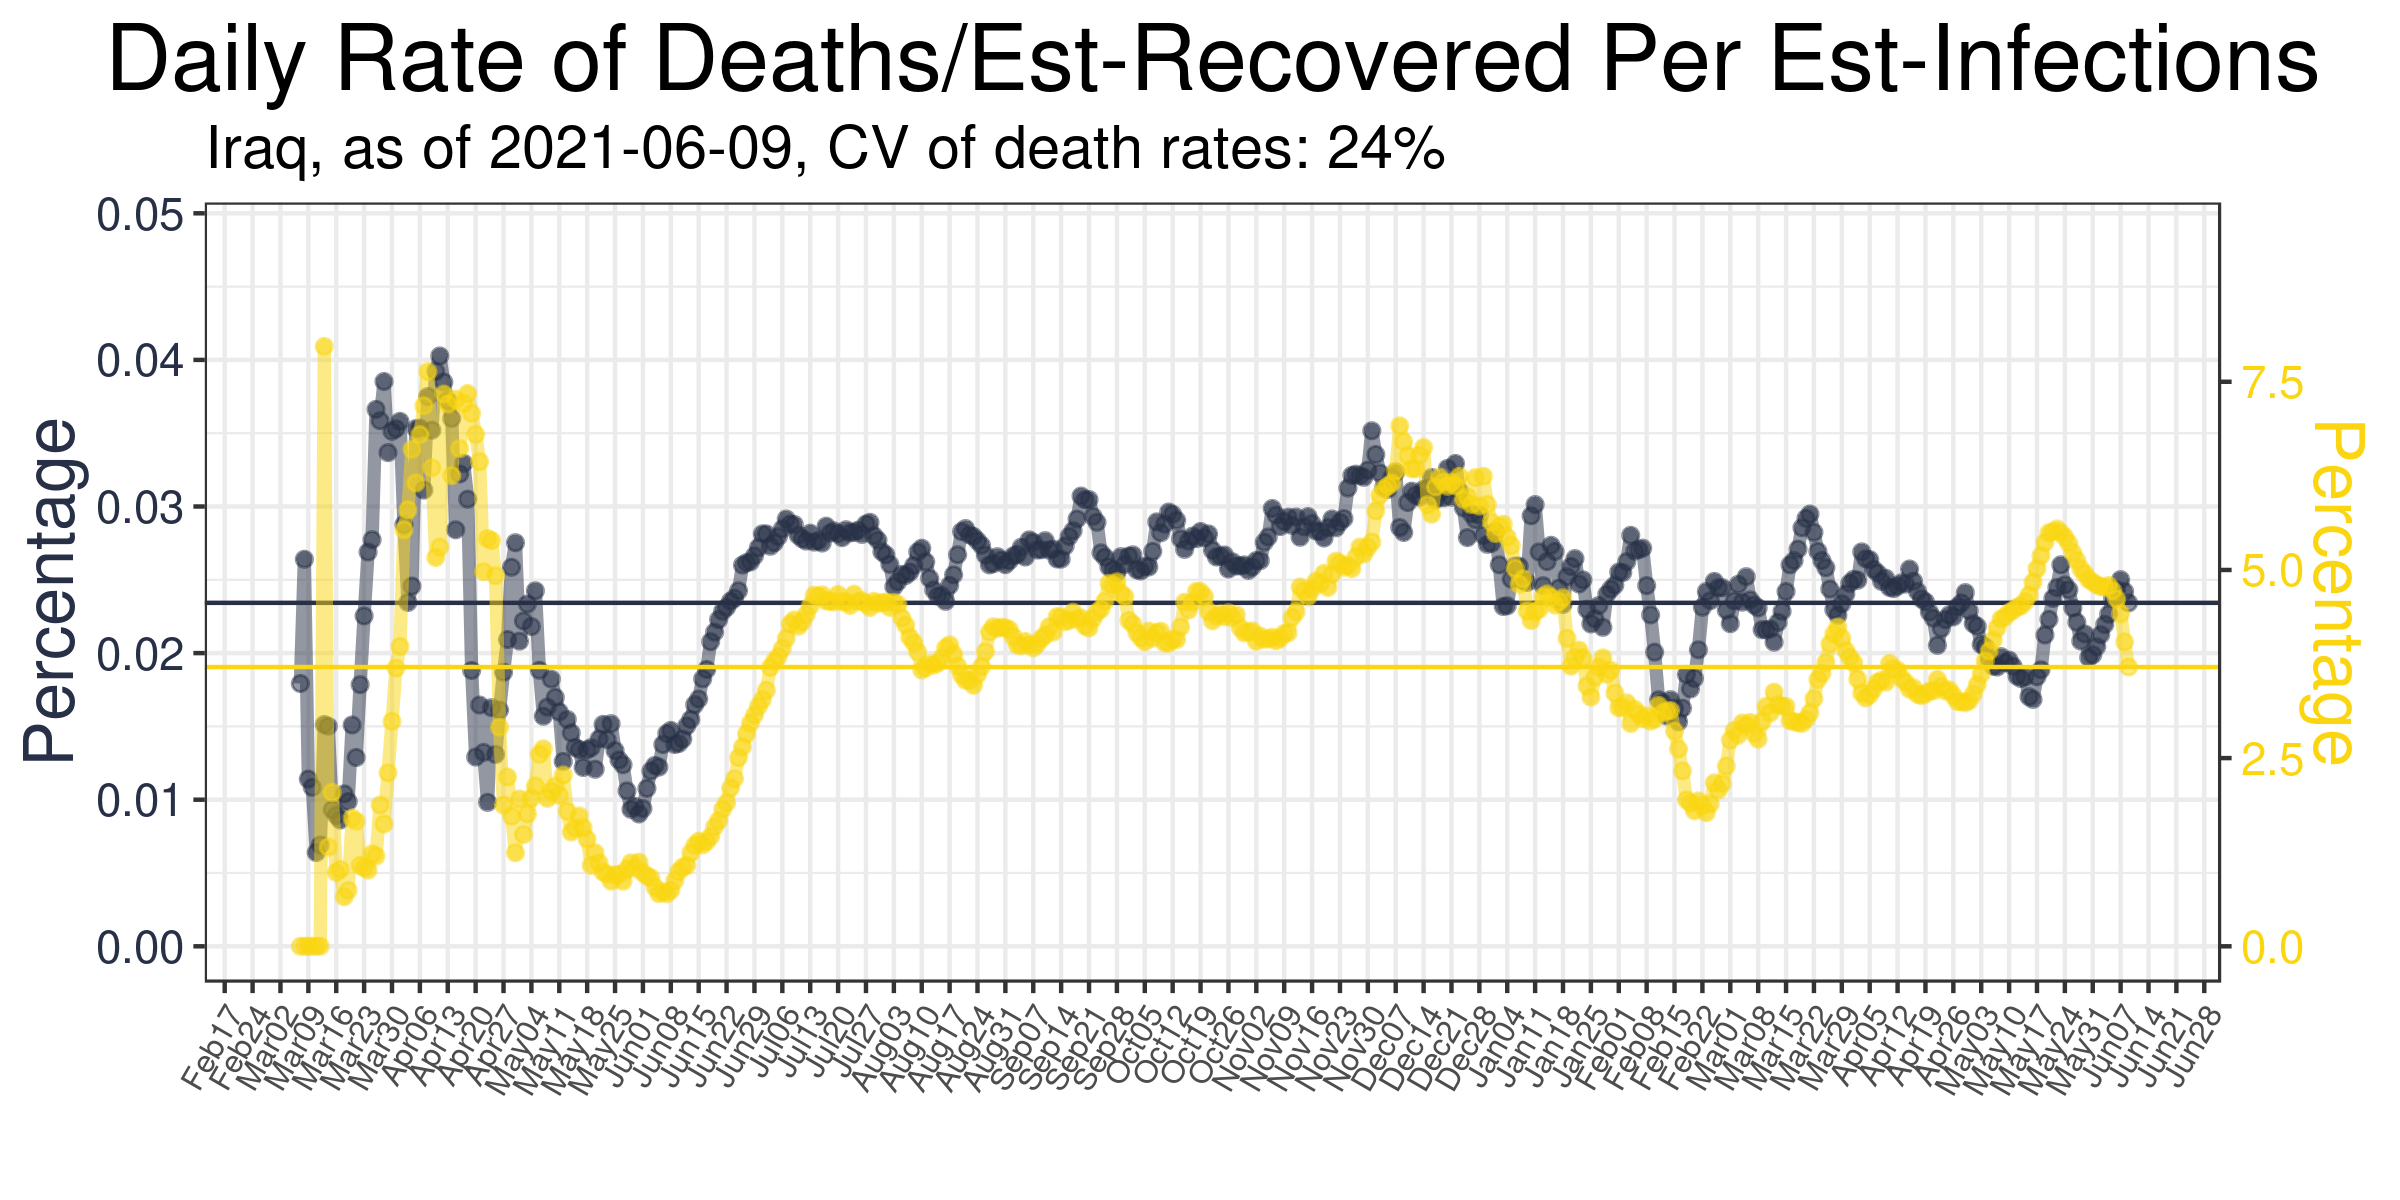 Daily Rate of Deaths/Est-Recovered Per Est-Infections
Iraq, as of 2021-06-09, CV of death rates: 24%
Percentage
0.05
0.04
0.03
0.02
0.01
0.00
7.5
5.0
2.5
0.0
Percentage
Feb17
Feb24
Mar02
Mar09
Mar16
Mar23
Mar30
Apr06
Apr13
Apr20
Apr27
May04
May11
May18
May25
Jun01
Jun08
Jun15
Jun22
Jun29
Jul06
Jul13
Jul20
Jul27
Aug03
Aug10
Aug17
Aug24
Aug31
Sep07
Sep14
Sep21
Sep28
Oct05
Oct12
Oct19
Oct26
Nov02
Nov09
Nov16
Nov23
Nov30
Dec07
Dec14
Dec21
Dec28
Jan04
Jan11
Jan18
Jan25
Feb01
Feb08
Feb15
Feb22
Mar01
Mar08
Mar15
Mar22
Mar29
Apr05
Apr12
Apr19
Apr26
May03
May10
May17
May24
May31
Jun07
Jun14
Jun21
Jun28